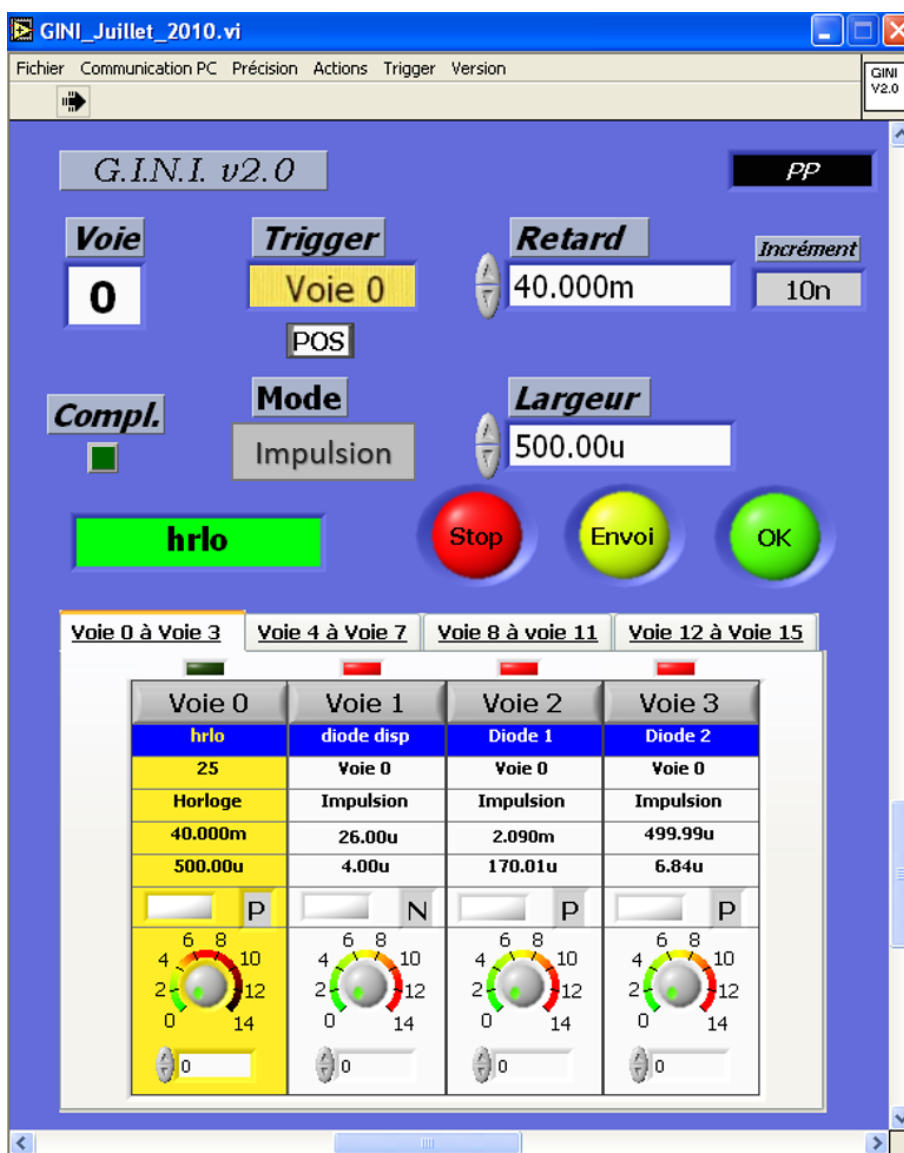 GINI_Juillet_2010.vi
Fichier Communication PC Précision Actions Trigger Version
GINI
V2.0
G.I.N.I. v2.0
PP
Voie Trigger Retard Incrément
0 Voie 0 40.000m 10n
POS
Compl. Mode Largeur
Impulsion 500.00u
hrlo Stop Envoi OK
Voie 0 à Voie 3 Voie 4 à Voie 7 Voie 8 à voie 11 Voie 12 à Voie 15
Voie 0 Voie 1 Voie 2 Voie 3
hrlo diode disp Diode 1 Diode 2
25 Voie 0 Voie 0 Voie 0
Horloge Impulsion Impulsion Impulsion
40.000m 26.00u 2.090m 499.99u
500.00u 4.00u 170.01u 6.84u
P N P P
6 8 6 8 6 8 6 8
4 10 4 10 4 10 4 10
2 12 2 12 2 12 2 12
0 14 0 14 0 14 0 14
0 0 0 0